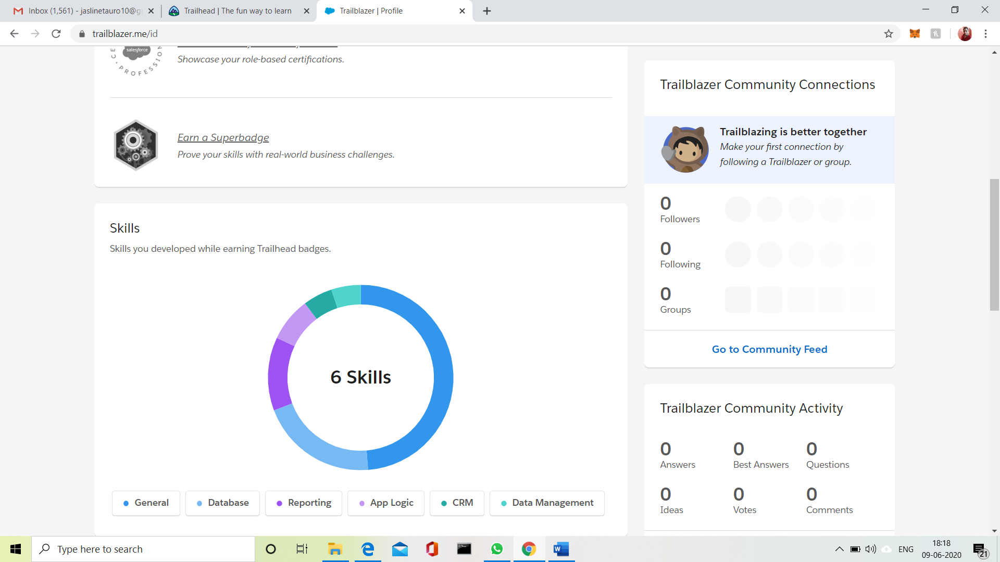 Inbox (1,561) - jaslinetauro10@g
Trailhead | The fun way to learn
Trailblazer | Profile
trailblazer.me/id
salesforce
PROFESSION
Showcase your role-based certifications.
Earn a Superbadge
Prove your skills with real-world business challenges.
Skills
Skills you developed while earning Trailhead badges.
6 Skills
General
Database
Reporting
App Logic
CRM
Data Management
Trailblazer Community Connections
Trailblazing is better together
Make your first connection by
following a Trailblazer or group.
0
Followers
0
Following
0
Groups
Go to Community Feed
Trailblazer Community Activity
0 0 0
Answers Best Answers Questions
0 0 0
Ideas Votes Comments
Type here to search
ENG
18:18
09-06-2020
21